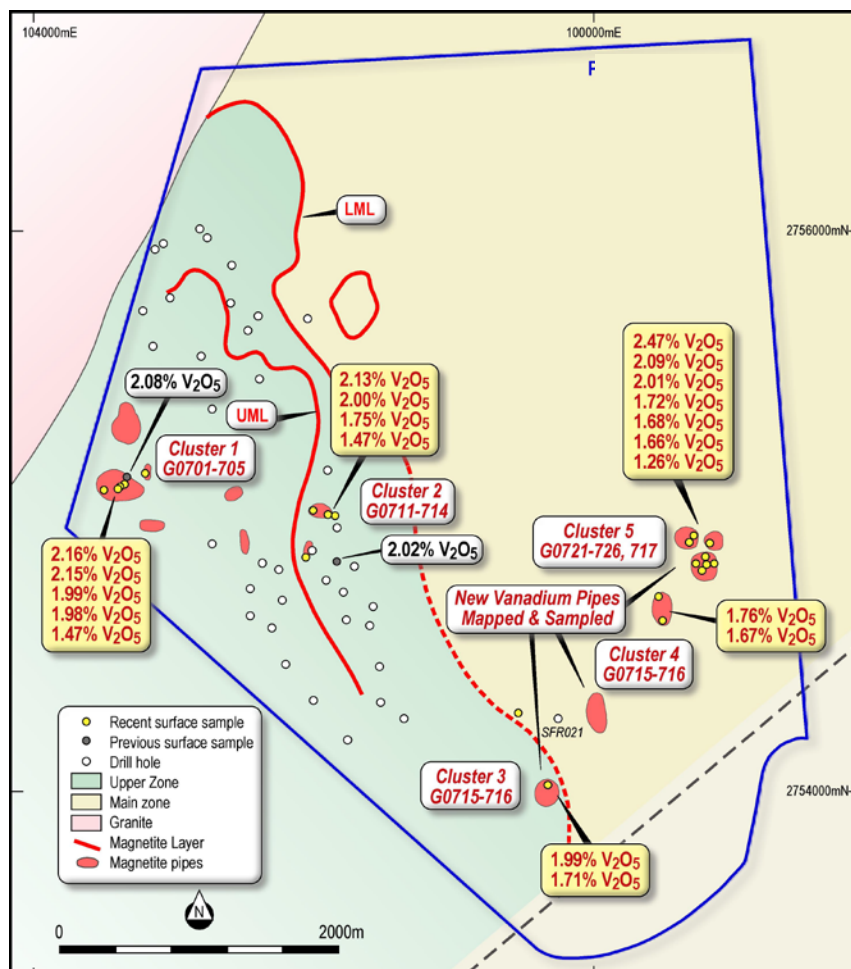 104000mE
100000mE
F
LML
2756000mN
2.47% V₂O₅
2.09% V₂O₅
2.01% V₂O₅
1.72% V₂O₅
1.68% V₂O₅
1.66% V₂O₅
1.26% V₂O₅
2.08% V₂O₅
2.13% V₂O₅
2.00% V₂O₅
1.75% V₂O₅
1.47% V₂O₅
UML
Cluster 1
G0701-705
Cluster 2
G0711-714
Cluster 5
G0721-726, 717
2.02% V₂O₅
2.16% V₂O₅
2.15% V₂O₅
1.99% V₂O₅
1.98% V₂O₅
1.47% V₂O₅
New Vanadium Pipes
Mapped & Sampled
1.76% V₂O₅
1.67% V₂O₅
Cluster 4
G0715-716
SFR021
Cluster 3
G0715-716
2754000mN
1.99% V₂O₅
1.71% V₂O₅
Recent surface sample
Previous surface sample
Drill hole
Upper Zone
Main zone
Granite
Magnetite Layer
Magnetite pipes
N
0
2000m